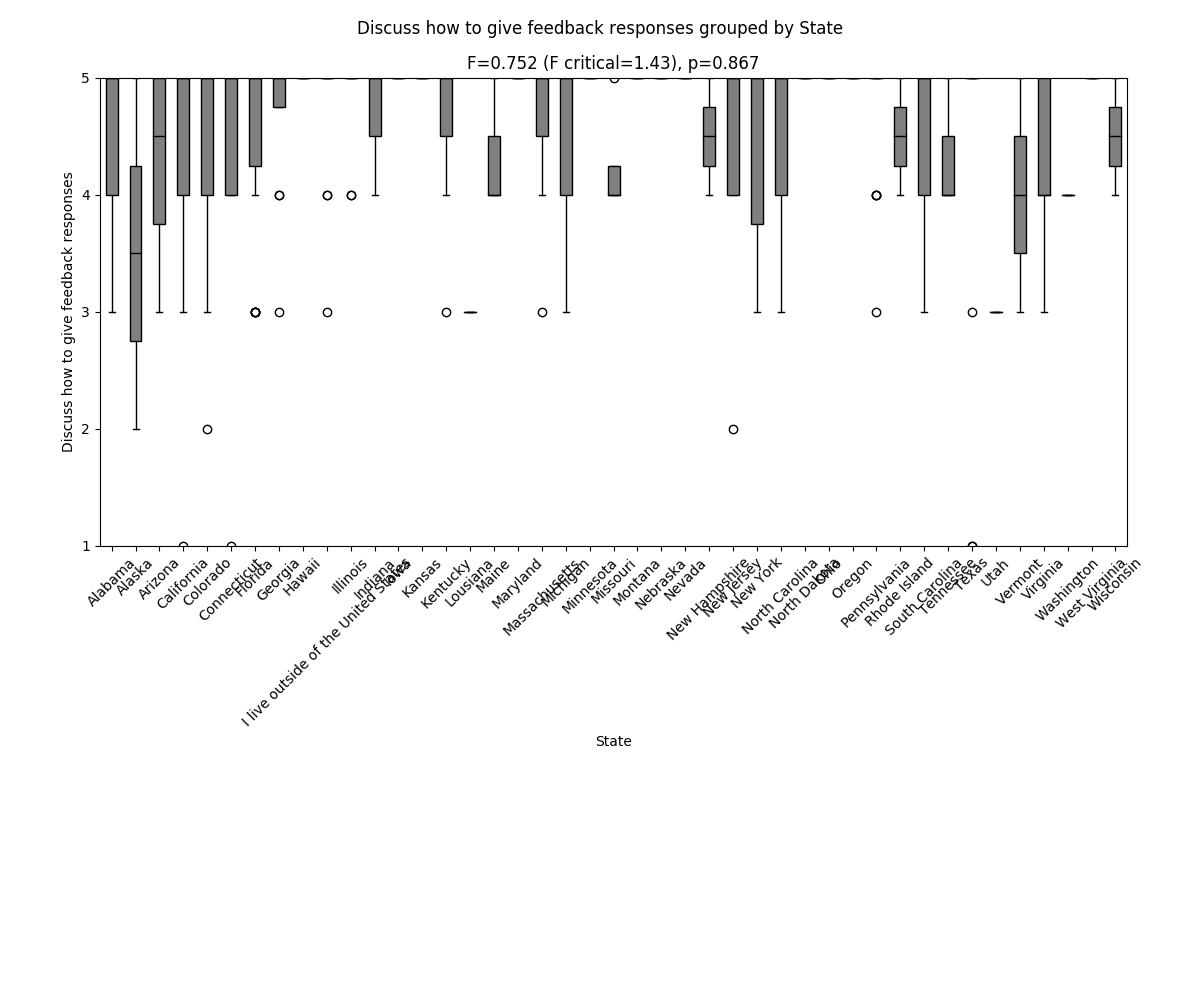 Discuss how to give feedback responses grouped by State
F=0.752 (F critical=1.43), p=0.867
Discuss how to give feedback responses
5
4
3
2
1
Alabama
Alaska
Arizona
California
Colorado
Connecticut
Florida
Georgia
Hawaii
I live outside of the United States
Illinois
Indiana
Iowa
Kansas
Kentucky
Lousiana
Maine
Maryland
Massachusetts
Michigan
Minnesota
Missouri
Montana
Nebraska
Nevada
New Hampshire
New Jersey
New York
North Carolina
North Dakota
Ohio
Oregon
Pennsylvania
Rhode Island
South Carolina
Tennessee
Texas
Utah
Vermont
Virginia
Washington
West Virginia
Wisconsin
State